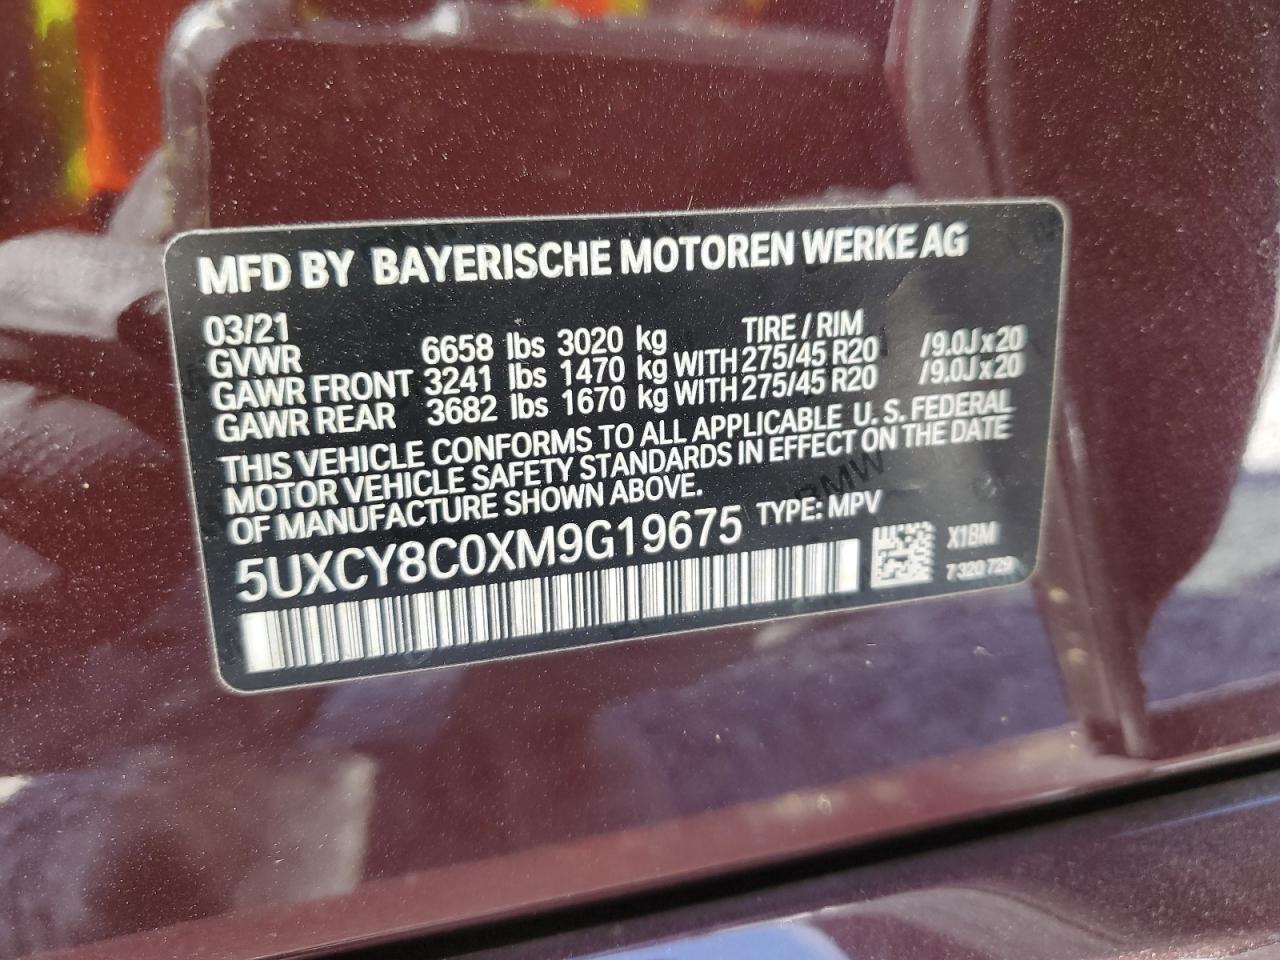 MFD BY BAYERISCHE MOTOREN WERKE AG
03/21 TIRE / RIM
GVWR 6658 lbs 3020 kg
GAWR FRONT 3241 lbs 1470 kg WITH 275/45 R20 /9.0J x 20
GAWR REAR 3682 lbs 1670 kg WITH 275/45 R20 /9.0J x 20
THIS VEHICLE CONFORMS TO ALL APPLICABLE U. S. FEDERAL
MOTOR VEHICLE SAFETY STANDARDS IN EFFECT ON THE DATE
OF MANUFACTURE SHOWN ABOVE.
5UXCY8C0XM9G19675 TYPE: MPV
X1BM
7 320 729
BMW